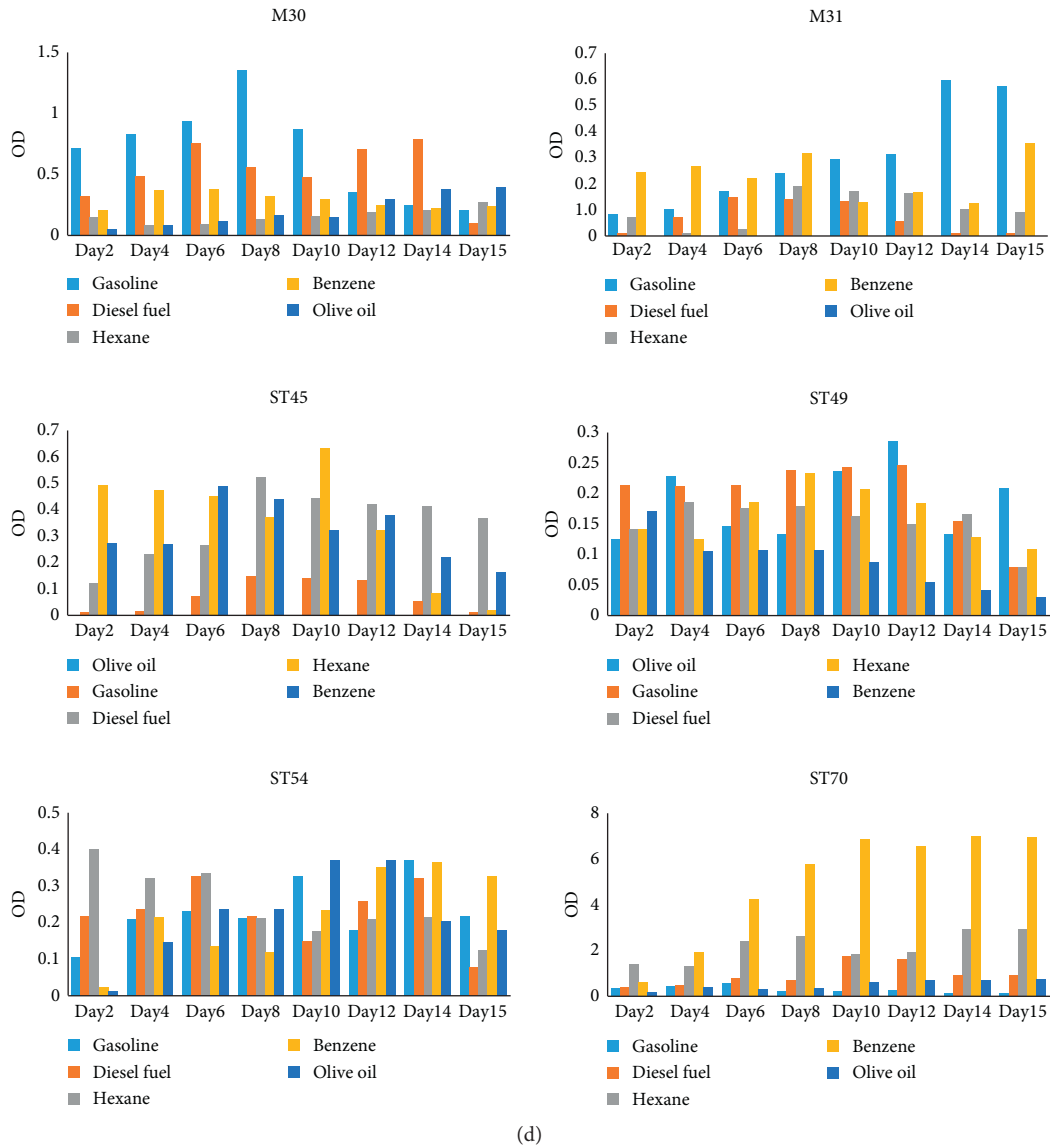 M30
OD
1.5
1
0.5
0
Day2 Day4 Day6 Day8 Day10 Day12 Day14 Day15
Gasoline Benzene
Diesel fuel Olive oil
Hexane
M31
OD
0.7
0.6
0.5
0.4
0.3
0.2
1.0
0
Day2 Day4 Day6 Day8 Day10 Day12 Day14 Day15
Gasoline Benzene
Diesel fuel Olive oil
Hexane
ST45
OD
0.7
0.6
0.5
0.4
0.3
0.2
0.1
0
Day2 Day4 Day6 Day8 Day10 Day12 Day14 Day15
Olive oil Hexane
Gasoline Benzene
Diesel fuel
ST49
OD
0.3
0.25
0.2
0.15
0.1
0.05
0
Day2 Day4 Day6 Day8 Day10 Day12 Day14 Day15
Olive oil Hexane
Gasoline Benzene
Diesel fuel
ST54
OD
0.5
0.4
0.3
0.2
0.1
0
Day2 Day4 Day6 Day8 Day10 Day12 Day14 Day15
Gasoline Benzene
Diesel fuel Olive oil
Hexane
ST70
OD
8
6
4
2
0
Day2 Day4 Day6 Day8 Day10 Day12 Day14 Day15
Gasoline Benzene
Diesel fuel Olive oil
Hexane
(d)